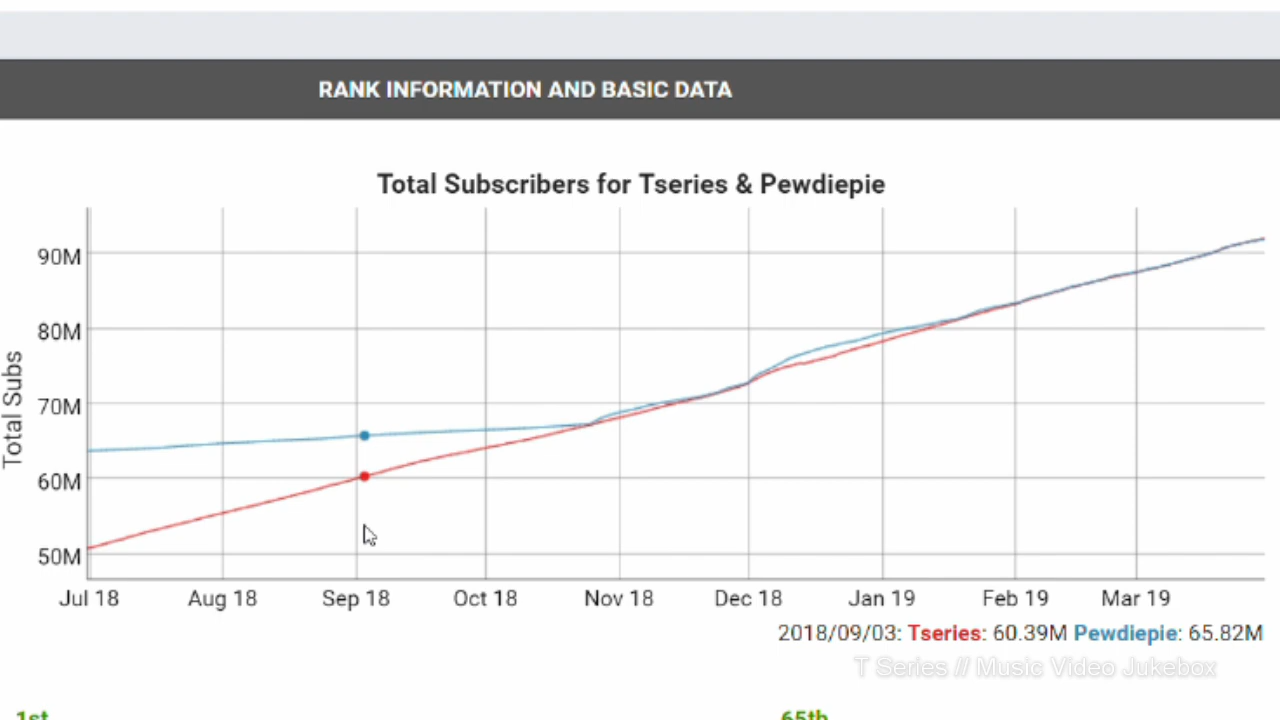 RANK INFORMATION AND BASIC DATA
Total Subscribers for Tseries & Pewdiepie
Total Subs
90M
80M
70M
60M
50M
Jul 18 Aug 18 Sep 18 Oct 18 Nov 18 Dec 18 Jan 19 Feb 19 Mar 19
2018/09/03: Tseries: 60.39M Pewdiepie: 65.82M
T Series // Music Video Jukebox
1st 65th